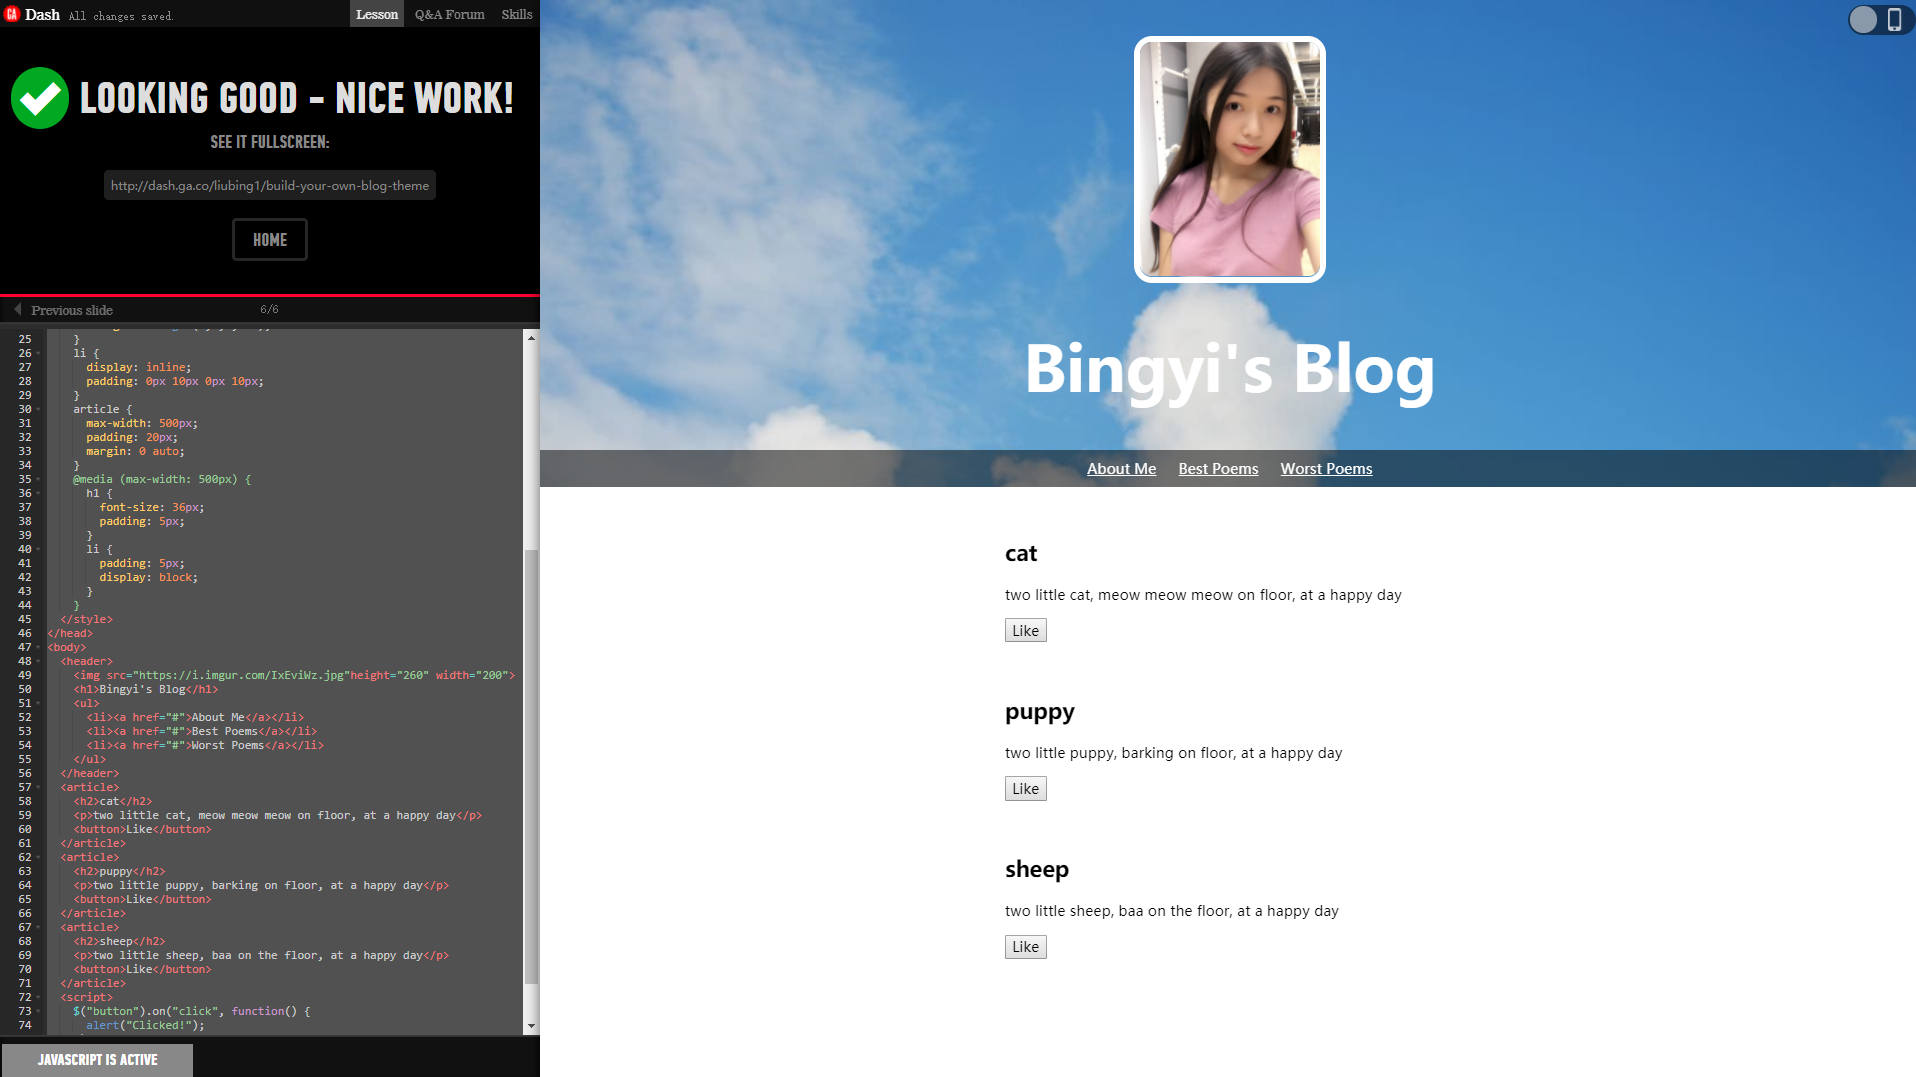 GA Dash All changes saved. Lesson Q&A Forum Skills
LOOKING GOOD - NICE WORK!
SEE IT FULLSCREEN:
http://dash.ga.co/liubing1/build-your-own-blog-theme
HOME
Previous slide 6/6
25 }
26 li {
27 display: inline;
28 padding: 0px 10px 0px 10px;
29 }
30 article {
31 max-width: 500px;
32 padding: 20px;
33 margin: 0 auto;
34 }
35 @media (max-width: 500px) {
36 h1 {
37 font-size: 36px;
38 padding: 5px;
39 }
40 li {
41 padding: 5px;
42 display: block;
43 }
44 }
45 </style>
46 </head>
47 <body>
48 <header>
49 <img src="https://i.imgur.com/IxEviWz.jpg"height="260" width="200">
50 <h1>Bingyi's Blog</h1>
51 <ul>
52 <li><a href="#">About Me</a></li>
53 <li><a href="#">Best Poems</a></li>
54 <li><a href="#">Worst Poems</a></li>
55 </ul>
56 </header>
57 <article>
58 <h2>cat</h2>
59 <p>two little cat, meow meow meow on floor, at a happy day</p>
60 <button>Like</button>
61 </article>
62 <article>
63 <h2>puppy</h2>
64 <p>two little puppy, barking on floor, at a happy day</p>
65 <button>Like</button>
66 </article>
67 <article>
68 <h2>sheep</h2>
69 <p>two little sheep, baa on the floor, at a happy day</p>
70 <button>Like</button>
71 </article>
72 <script>
73 $("button").on("click", function() {
74 alert("Clicked!");
JAVASCRIPT IS ACTIVE
Bingyi's Blog
About Me Best Poems Worst Poems
cat
two little cat, meow meow meow on floor, at a happy day
Like
puppy
two little puppy, barking on floor, at a happy day
Like
sheep
two little sheep, baa on the floor, at a happy day
Like